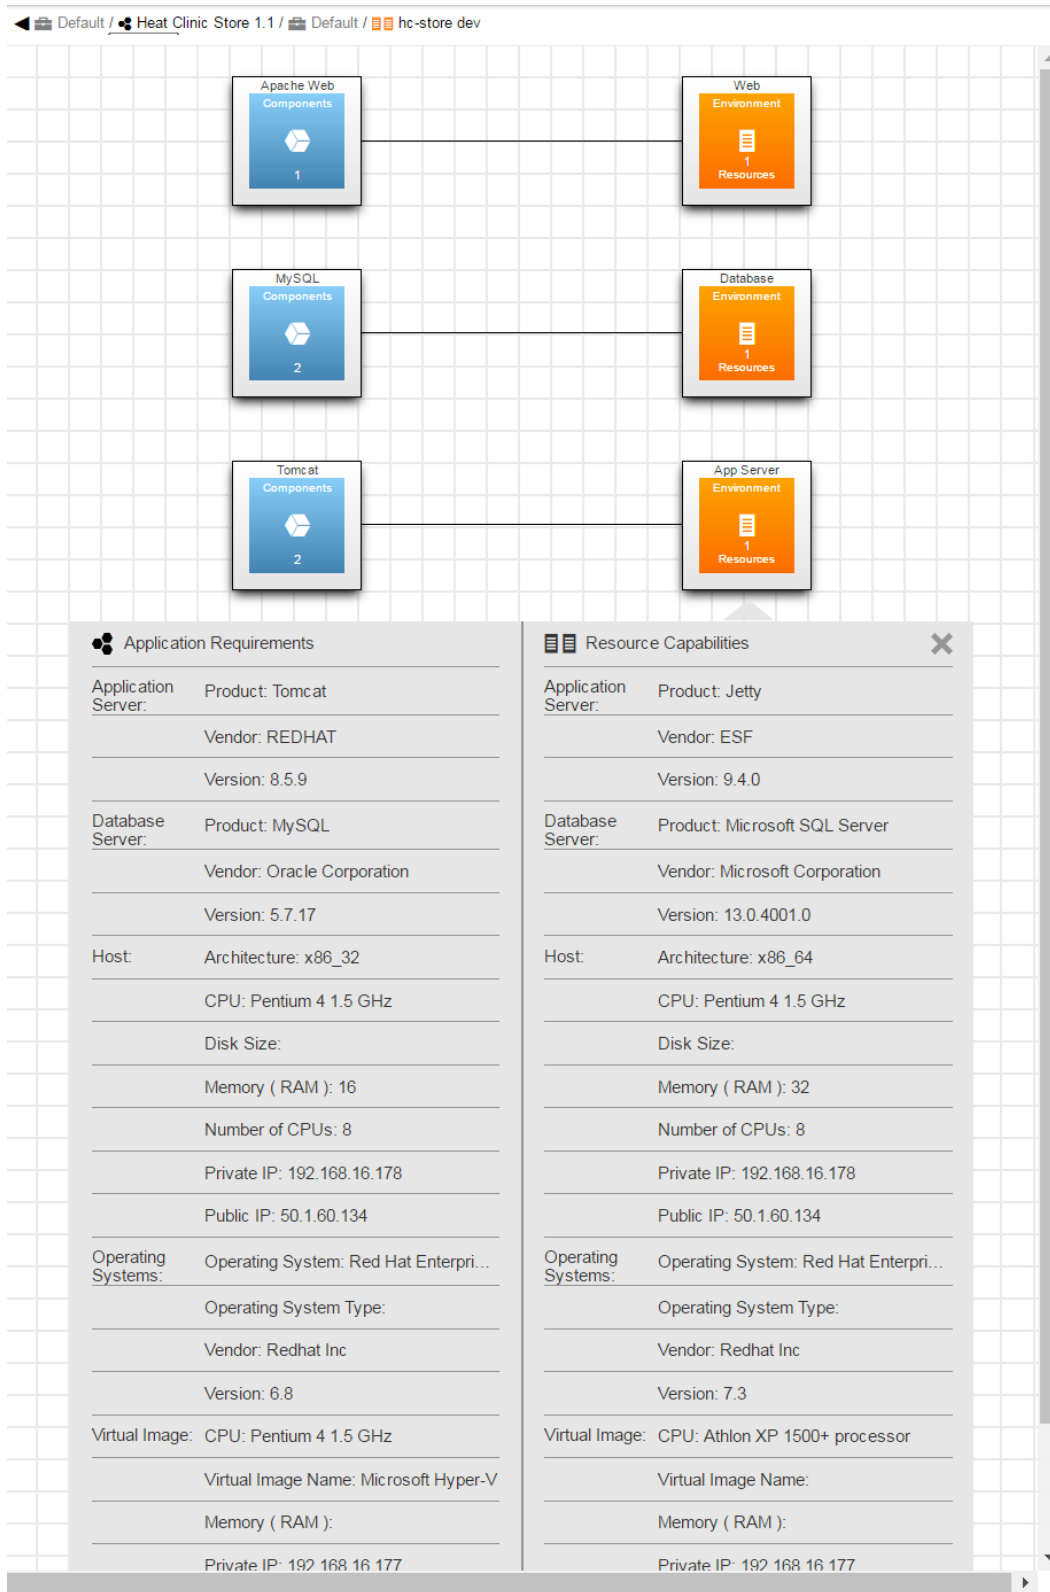 Default / Heat Clinic Store 1.1 / Default / hc-store dev
Apache Web
Components
1
Web
Environment
1
Resources
MySQL
Components
2
Database
Environment
1
Resources
Tomcat
Components
2
App Server
Environment
1
Resources
Application Requirements
Application Server: Product: Tomcat
Vendor: REDHAT
Version: 8.5.9
Database Server: Product: MySQL
Vendor: Oracle Corporation
Version: 5.7.17
Host: Architecture: x86_32
CPU: Pentium 4 1.5 GHz
Disk Size:
Memory ( RAM ): 16
Number of CPUs: 8
Private IP: 192.168.16.178
Public IP: 50.1.60.134
Operating Systems: Operating System: Red Hat Enterpri...
Operating System Type:
Vendor: Redhat Inc
Version: 6.8
Virtual Image: CPU: Pentium 4 1.5 GHz
Virtual Image Name: Microsoft Hyper-V
Memory ( RAM ):
Private IP: 192.168.16.177
Resource Capabilities
Application Server: Product: Jetty
Vendor: ESF
Version: 9.4.0
Database Server: Product: Microsoft SQL Server
Vendor: Microsoft Corporation
Version: 13.0.4001.0
Host: Architecture: x86_64
CPU: Pentium 4 1.5 GHz
Disk Size:
Memory ( RAM ): 32
Number of CPUs: 8
Private IP: 192.168.16.178
Public IP: 50.1.60.134
Operating Systems: Operating System: Red Hat Enterpri...
Operating System Type:
Vendor: Redhat Inc
Version: 7.3
Virtual Image: CPU: Athlon XP 1500+ processor
Virtual Image Name:
Memory ( RAM ):
Private IP: 192.168.16.177